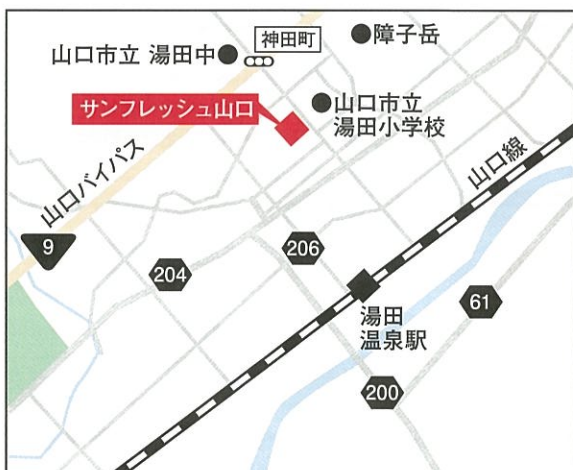 神田町
障子岳
山口市立 湯田中
サンフレッシュ山口
山口市立
湯田小学校
山口バイパス
山口線
9
206
204
61
湯田
温泉駅
200